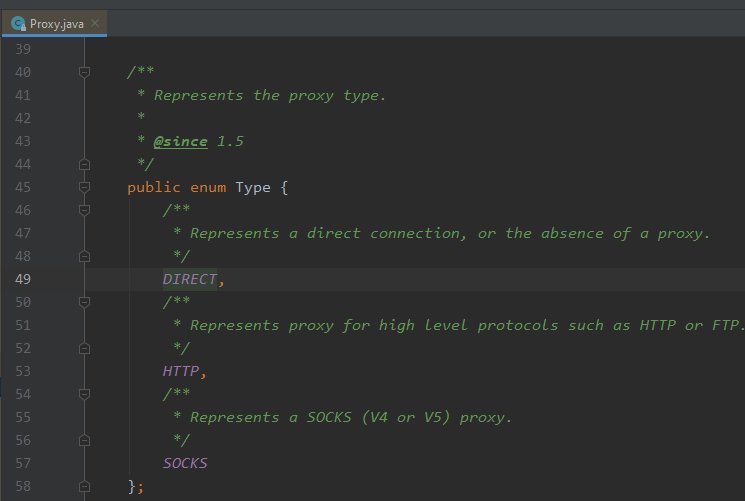 Proxy.java
39
40 /**
41 * Represents the proxy type.
42 *
43 * @since 1.5
44 */
45 public enum Type {
46 /**
47 * Represents a direct connection, or the absence of a proxy.
48 */
49 DIRECT,
50 /**
51 * Represents proxy for high level protocols such as HTTP or FTP.
52 */
53 HTTP,
54 /**
55 * Represents a SOCKS (V4 or V5) proxy.
56 */
57 SOCKS
58 };